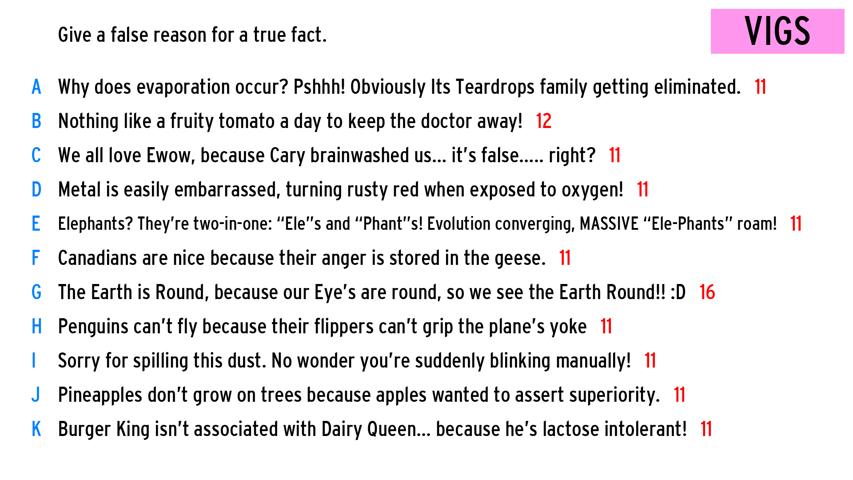 Give a false reason for a true fact.
VIGS
A Why does evaporation occur? Pshhh! Obviously Its Teardrops family getting eliminated. 11
B Nothing like a fruity tomato a day to keep the doctor away! 12
C We all love Ewow, because Cary brainwashed us... it's false..... right? 11
D Metal is easily embarrassed, turning rusty red when exposed to oxygen! 11
E Elephants? They're two-in-one: “Ele”s and “Phant”s! Evolution converging, MASSIVE “Ele-Phants” roam! 11
F Canadians are nice because their anger is stored in the geese. 11
G The Earth is Round, because our Eye's are round, so we see the Earth Round!! :D 16
H Penguins can't fly because their flippers can't grip the plane's yoke 11
I Sorry for spilling this dust. No wonder you're suddenly blinking manually! 11
J Pineapples don't grow on trees because apples wanted to assert superiority. 11
K Burger King isn't associated with Dairy Queen... because he's lactose intolerant! 11